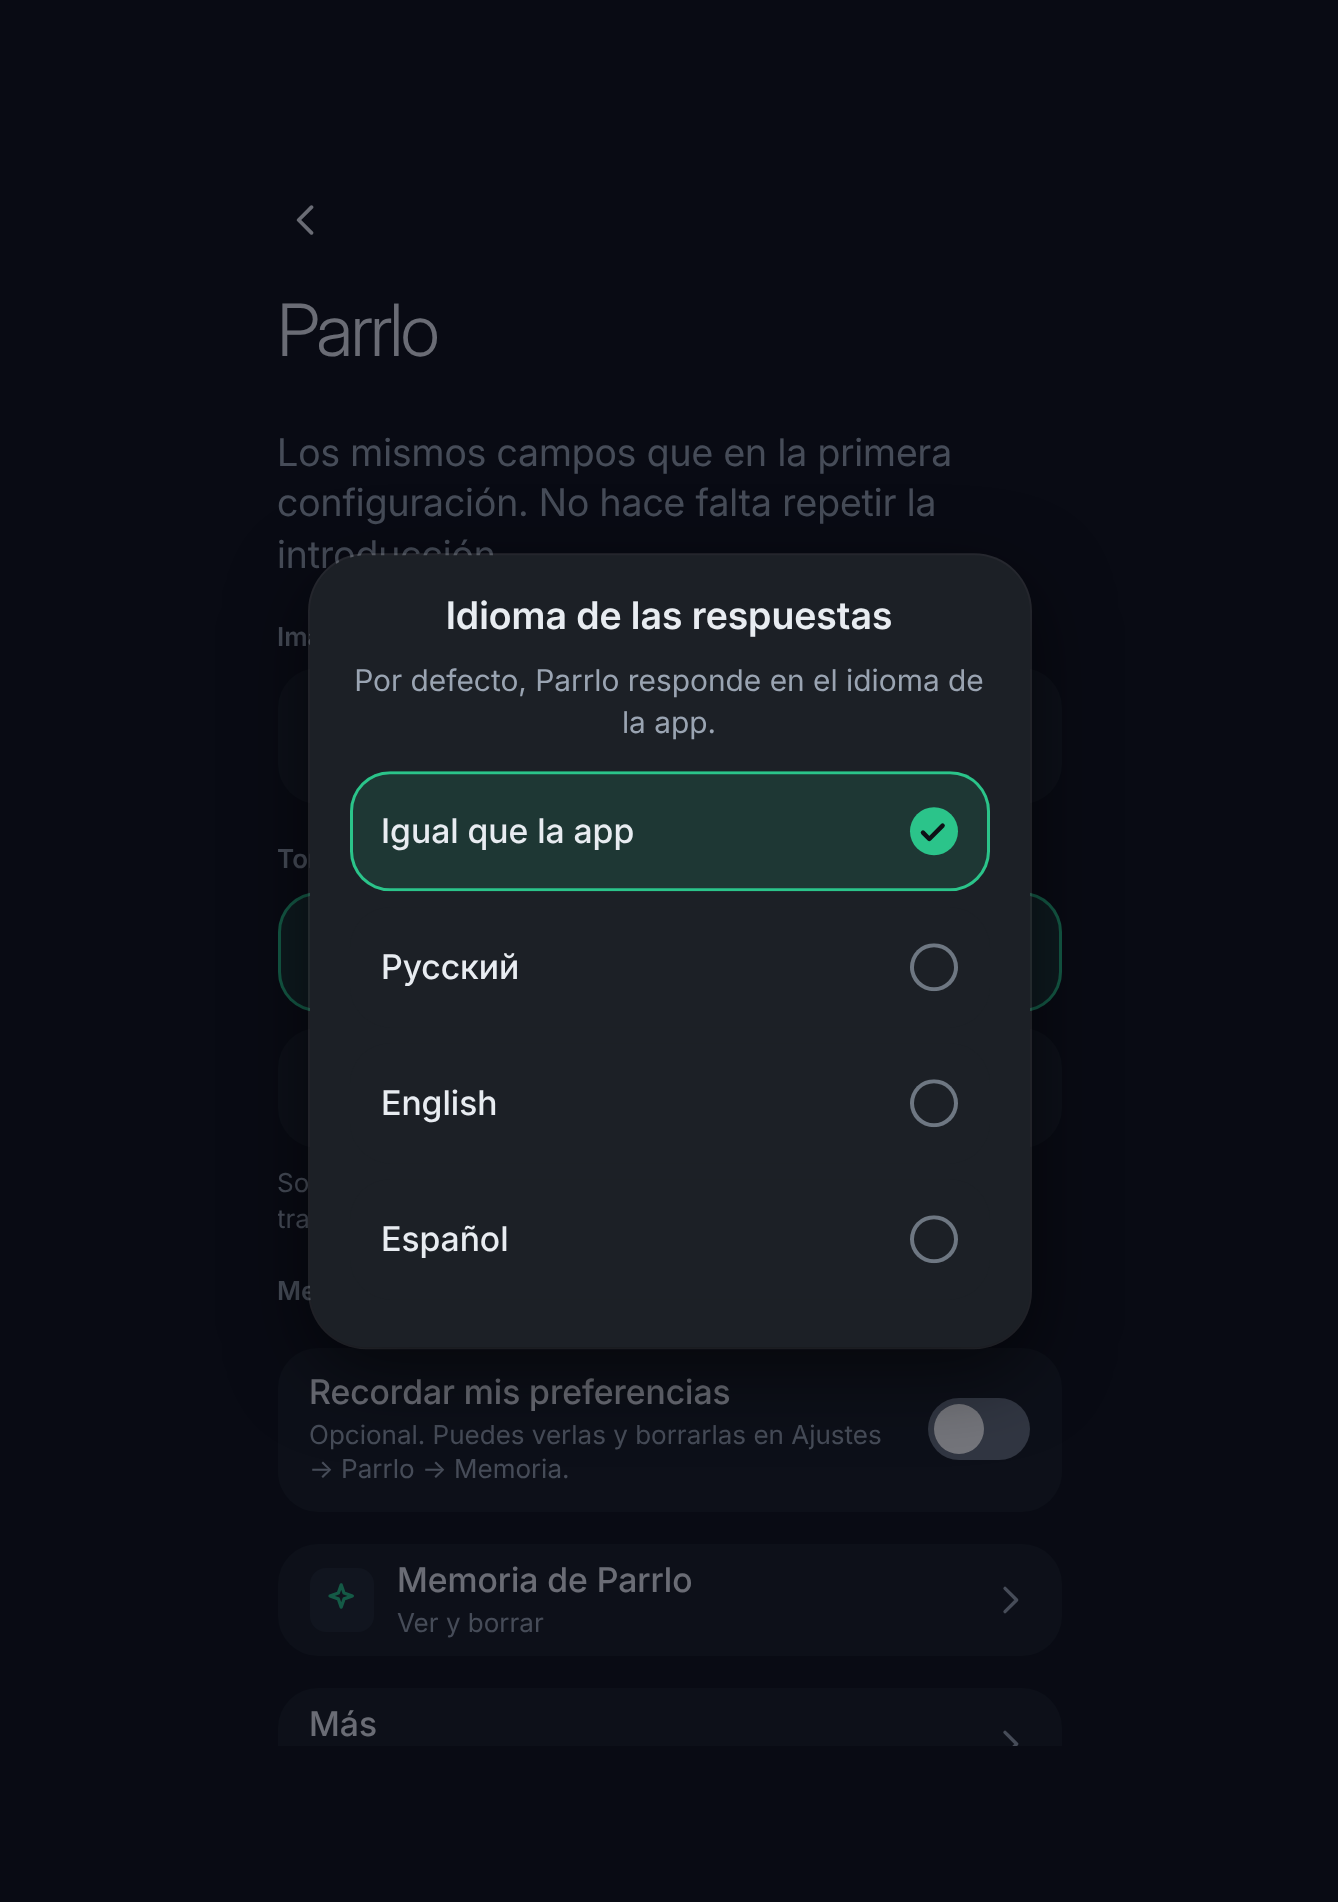 Parrlo
Los mismos campos que en la primera
configuración. No hace falta repetir la
introducción.
Idioma de las respuestas
Por defecto, Parrlo responde en el idioma de
la app.
Igual que la app
Русский
English
Español
Recordar mis preferencias
Opcional. Puedes verlas y borrarlas en Ajustes
→ Parrlo → Memoria.
Memoria de Parrlo
Ver y borrar
Más